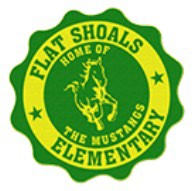 FLAT SHOALS
HOME OF
THE MUSTANGS
ELEMENTARY